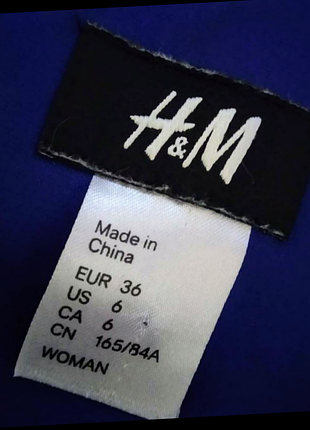 H&M
Made in
China
EUR 36
US 6
CA 6
CN 165/84A
WOMAN